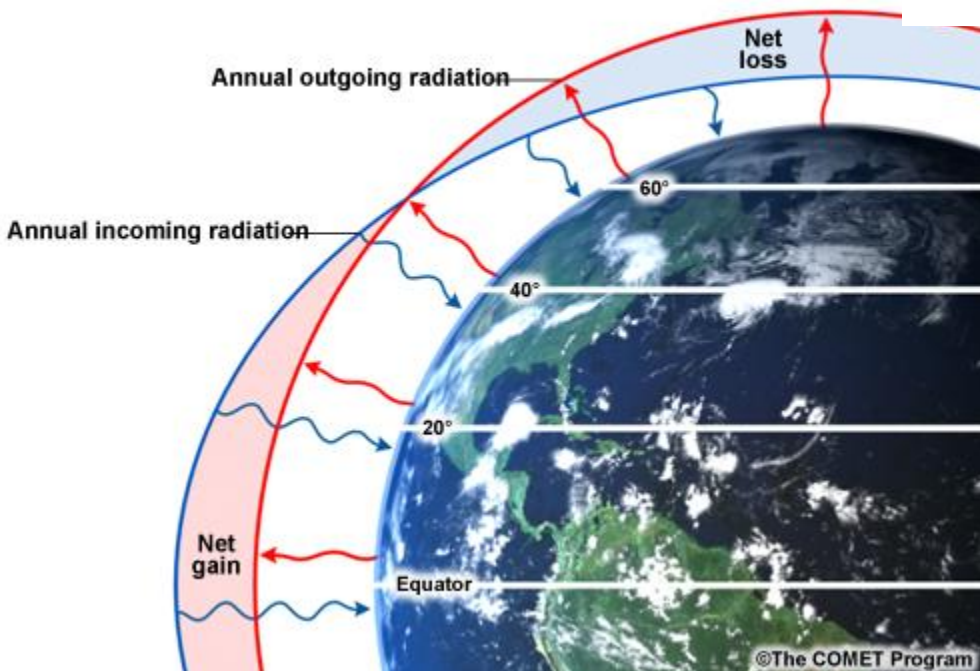 Net
loss
Annual outgoing radiation
60°
Annual incoming radiation
40°
20°
Net
gain
Equator
©The COMET Program